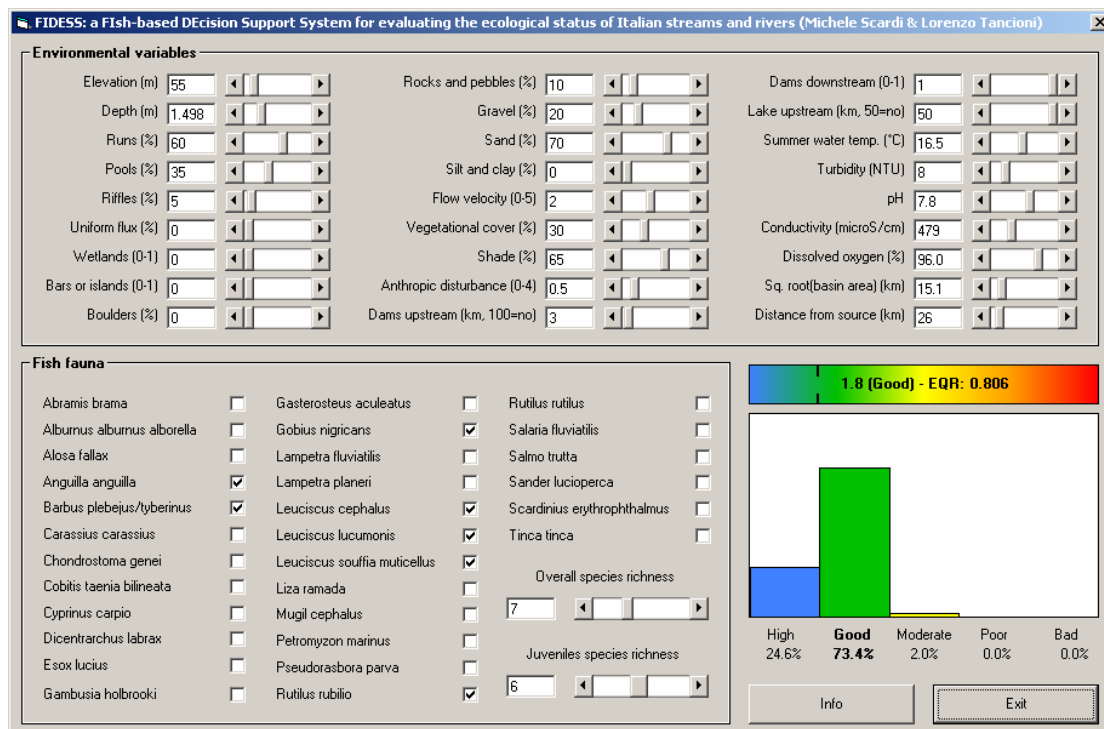 FIDESS: a FIsh-based DEcision Support System for evaluating the ecological status of Italian streams and rivers (Michele Scardi & Lorenzo Tancioni)
Environmental variables
Elevation (m) 55
Depth (m) 1.498
Runs (%) 60
Pools (%) 35
Riffles (%) 5
Uniform flux (%) 0
Wetlands (0-1) 0
Bars or islands (0-1) 0
Boulders (%) 0
Rocks and pebbles (%) 10
Gravel (%) 20
Sand (%) 70
Silt and clay (%) 0
Flow velocity (0-5) 2
Vegetational cover (%) 30
Shade (%) 65
Anthropic disturbance (0-4) 0.5
Dams upstream (km, 100=no) 3
Dams downstream (0-1) 1
Lake upstream (km, 50=no) 50
Summer water temp. (°C) 16.5
Turbidity (NTU) 8
pH 7.8
Conductivity (microS/cm) 479
Dissolved oxygen (%) 96.0
Sq. root(basin area) (km) 15.1
Distance from source (km) 26
Fish fauna
Abramis brama
Alburnus alburnus alborella
Alosa fallax
Anguilla anguilla
Barbus plebejus/tyberinus
Carassius carassius
Chondrostoma genei
Cobitis taenia bilineata
Cyprinus carpio
Dicentrarchus labrax
Esox lucius
Gambusia holbrooki
Gasterosteus aculeatus
Gobius nigricans
Lampetra fluviatilis
Lampetra planeri
Leuciscus cephalus
Leuciscus lucumonis
Leuciscus souffia muticellus
Liza ramada
Mugil cephalus
Petromyzon marinus
Pseudorasbora parva
Rutilus rubilio
Rutilus rutilus
Salaria fluviatilis
Salmo trutta
Sander lucioperca
Scardinius erythrophthalmus
Tinca tinca
Overall species richness
7
Juveniles species richness
6
1.8 (Good) - EQR: 0.806
High Good Moderate Poor Bad
24.6% 73.4% 2.0% 0.0% 0.0%
Info Exit